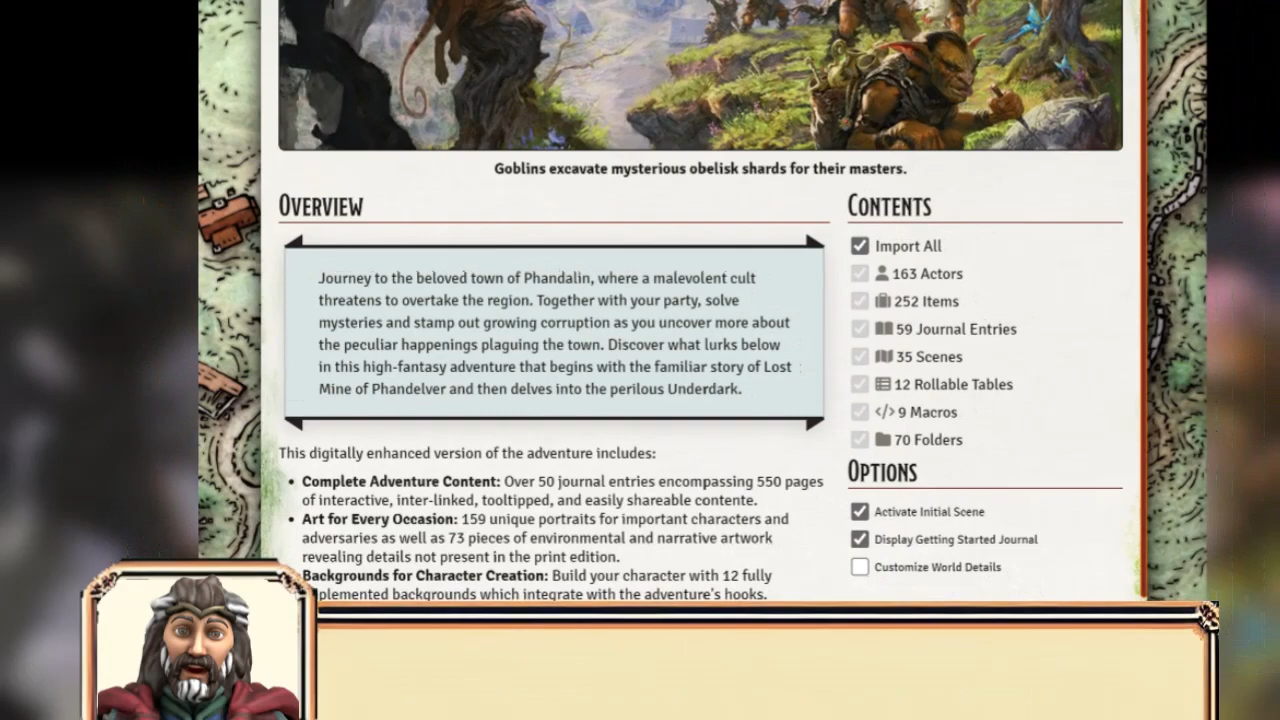 Goblins excavate mysterious obelisk shards for their masters.
Overview
Journey to the beloved town of Phandalin, where a malevolent cult
threatens to overtake the region. Together with your party, solve
mysteries and stamp out growing corruption as you uncover more about
the peculiar happenings plaguing the town. Discover what lurks below
in this high-fantasy adventure that begins with the familiar story of Lost
Mine of Phandelver and then delves into the perilous Underdark.
This digitally enhanced version of the adventure includes:
• Complete Adventure Content: Over 50 journal entries encompassing 550 pages
of interactive, inter-linked, tooltipped, and easily shareable contente.
• Art for Every Occasion: 159 unique portraits for important characters and
adversaries as well as 73 pieces of environmental and narrative artwork
revealing details not present in the print edition.
Backgrounds for Character Creation: Build your character with 12 fully
plemented backgrounds which integrate with the adventure's hooks.
Contents
Import All
163 Actors
252 Items
59 Journal Entries
35 Scenes
12 Rollable Tables
</> 9 Macros
70 Folders
Options
Activate Initial Scene
Display Getting Started Journal
Customize World Details